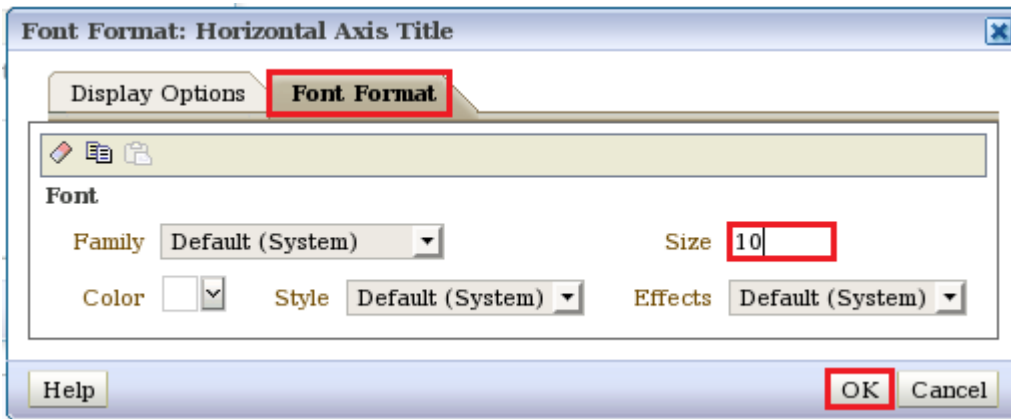 Font Format: Horizontal Axis Title
Display Options Font Format
Font
Family Default (System) Size 10
Color Style Default (System) Effects Default (System)
Help OK Cancel